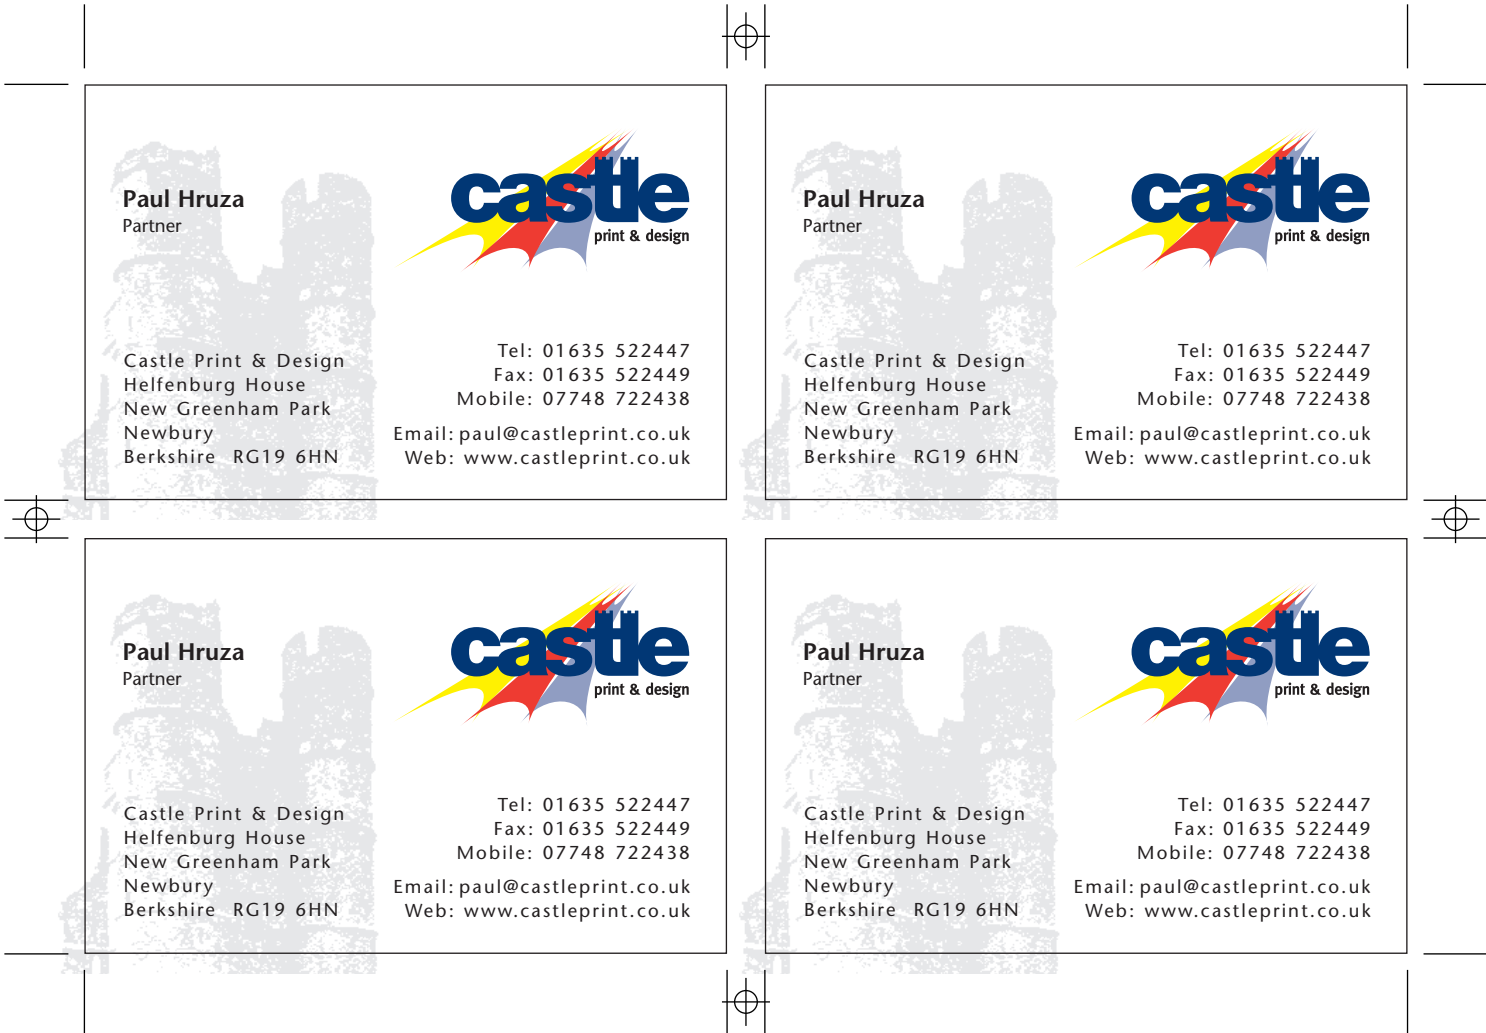 Paul Hruza
Partner
castle
print & design
Castle Print & Design
Helfenburg House
New Greenham Park
Newbury
Berkshire RG19 6HN
Tel: 01635 522447
Fax: 01635 522449
Mobile: 07748 722438
Email: paul@castleprint.co.uk
Web: www.castleprint.co.uk
Paul Hruza
Partner
castle
print & design
Castle Print & Design
Helfenburg House
New Greenham Park
Newbury
Berkshire RG19 6HN
Tel: 01635 522447
Fax: 01635 522449
Mobile: 07748 722438
Email: paul@castleprint.co.uk
Web: www.castleprint.co.uk
Paul Hruza
Partner
castle
print & design
Castle Print & Design
Helfenburg House
New Greenham Park
Newbury
Berkshire RG19 6HN
Tel: 01635 522447
Fax: 01635 522449
Mobile: 07748 722438
Email: paul@castleprint.co.uk
Web: www.castleprint.co.uk
Paul Hruza
Partner
castle
print & design
Castle Print & Design
Helfenburg House
New Greenham Park
Newbury
Berkshire RG19 6HN
Tel: 01635 522447
Fax: 01635 522449
Mobile: 07748 722438
Email: paul@castleprint.co.uk
Web: www.castleprint.co.uk